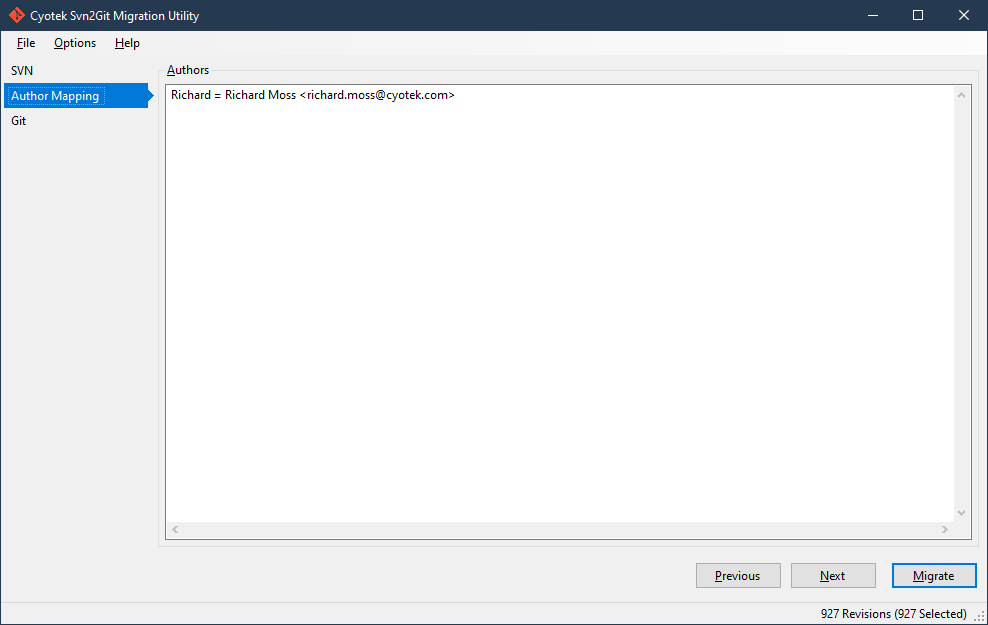 Cyotek Svn2Git Migration Utility
File Options Help
SVN
Author Mapping
Git
Authors
Richard = Richard Moss <richard.moss@cyotek.com>
Previous Next Migrate
927 Revisions (927 Selected)